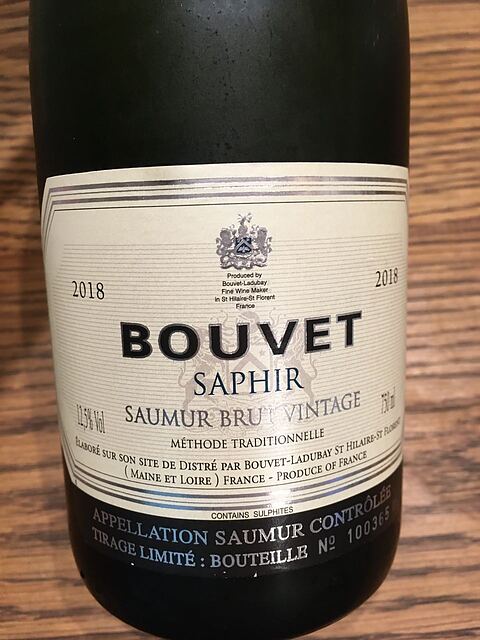 Produced by
Bouvet-Ladubay
Fine Wine Maker
in St Hilaire-St Florent
France
2018
2018
BOUVET
SAPHIR
SAUMUR BRUT VINTAGE
12,5% Vol
750 ml
MÉTHODE TRADITIONNELLE
ÉLABORÉ SUR SON SITE DE DISTRÉ PAR BOUVET-LADUBAY ST HILAIRE-ST FLORENT
( MAINE ET LOIRE ) FRANCE - PRODUCE OF FRANCE
CONTAINS SULPHITES
APPELLATION SAUMUR CONTRÔLÉE
TIRAGE LIMITÉ : BOUTEILLE Nº 100365